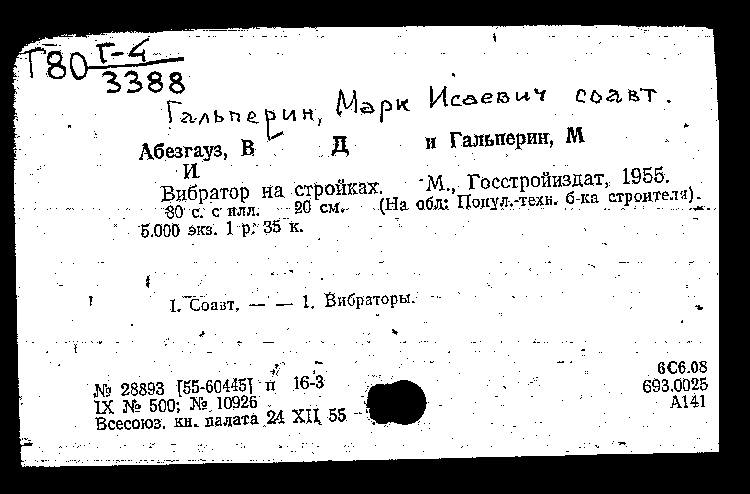 Т80 Г-4
3388
Гальперин, Марк Исаевич соавт.
Абезгауз, В Д и Гальперин, М
И
Вибратор на стройках. М., Госстройиздат, 1955.
80 с. с илл. 20 см. (На обл: Попул.-техн. б-ка строителя).
5.000 экз. 1 р. 35 к.
I. Соавт. — — 1. Вибраторы.
6С6.08
№ 28893 [55-60445] п 16-3 693.0025
IX № 500; № 10926 А141
Всесоюз. кн. палата 24 XII 55